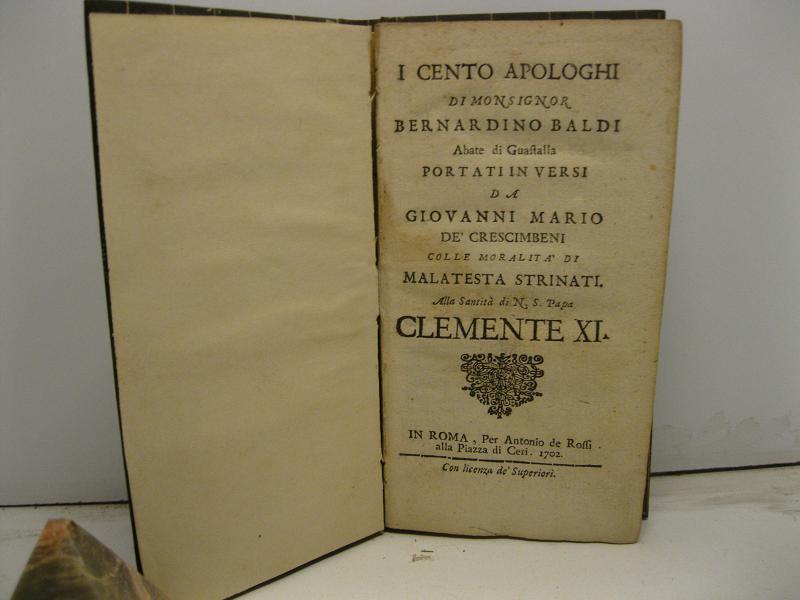 I CENTO APOLOGHI
DI MONSIGNOR
BERNARDINO BALDI
Abate di Guaſtalla
PORTATI IN VERSI
DA
GIOVANNI MARIO
DE' CRESCIMBENI
COLLE MORALITA' DI
MALATESTA STRINATI.
Alla Santità di N. S. Papa
CLEMENTE XI.
IN ROMA, Per Antonio de Roſſi
alla Piazza di Ceri. 1702.
Con licenza de' Superiori.